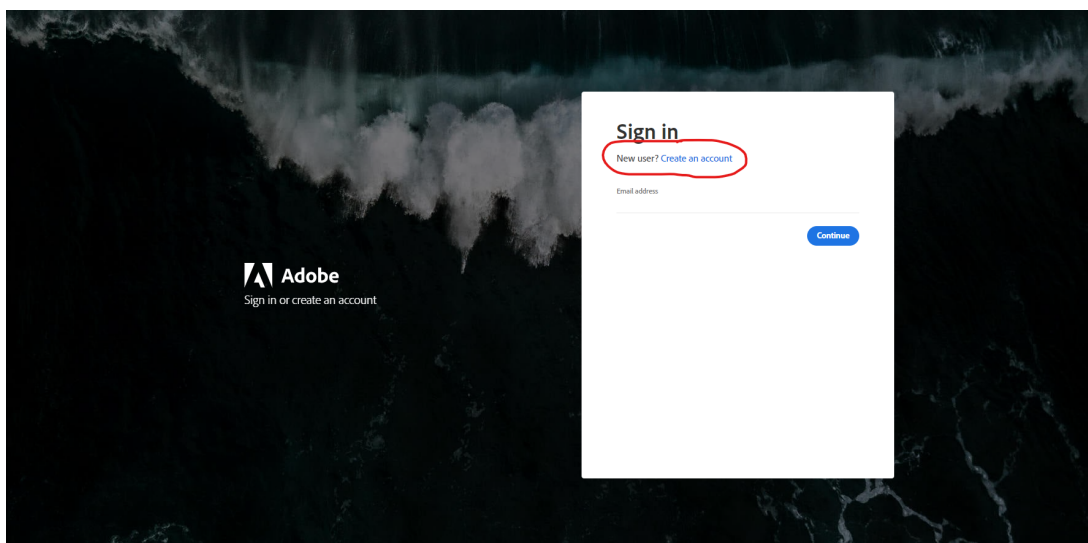 Adobe
Sign in or create an account
Sign in
New user? Create an account
Email address
Continue